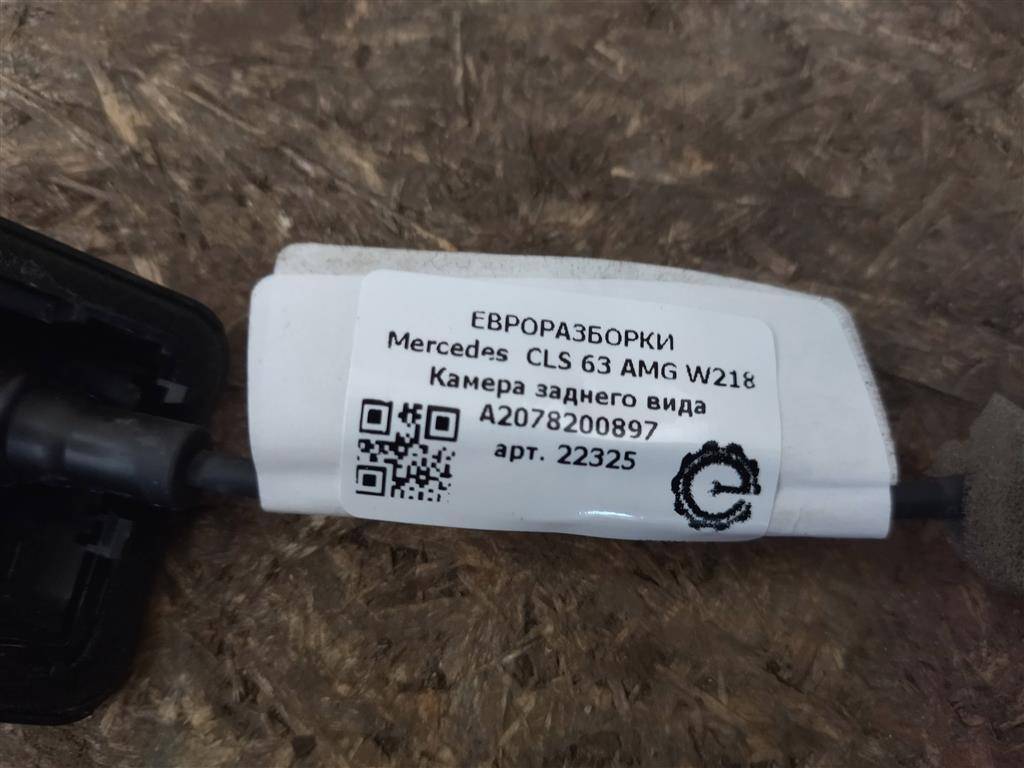 ЕВРОРАЗБОРКИ
Mercedes CLS 63 AMG W218
Камера заднего вида
A2078200897
арт. 22325